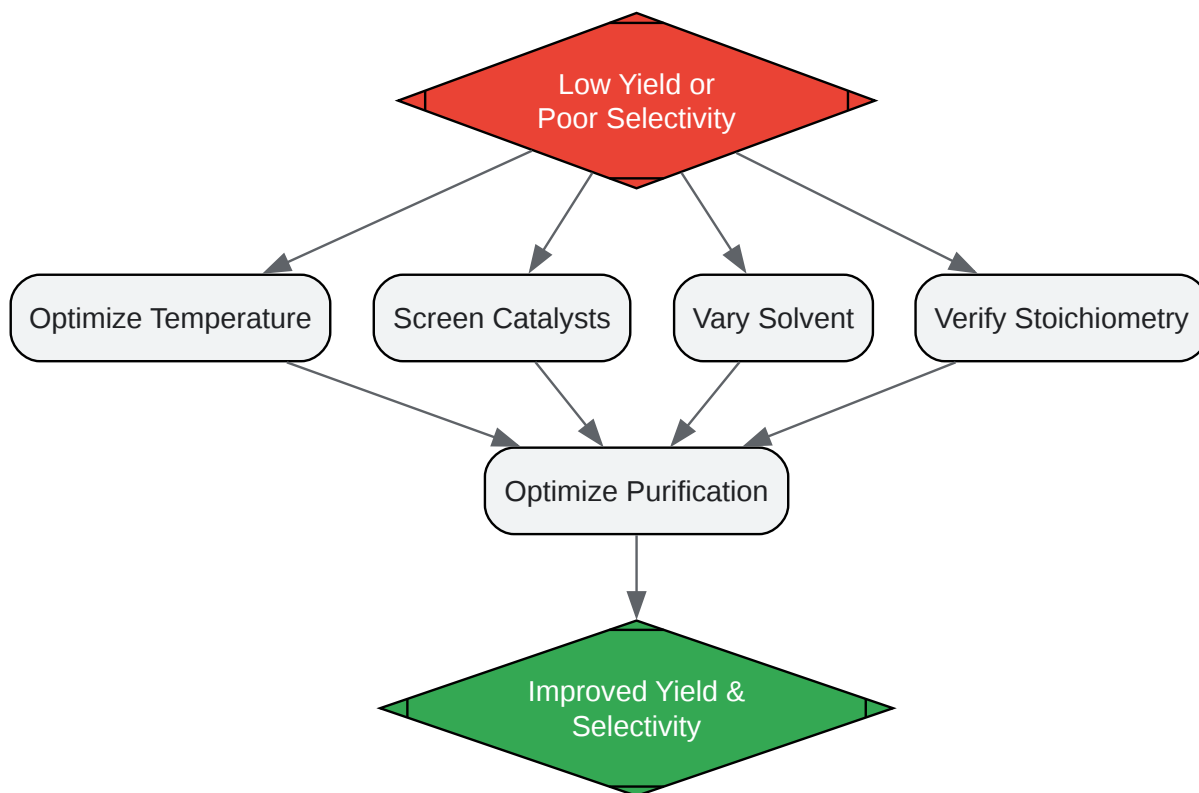 Low Yield or
Poor Selectivity
Optimize Temperature
Screen Catalysts
Vary Solvent
Verify Stoichiometry
Optimize Purification
Improved Yield &
Selectivity